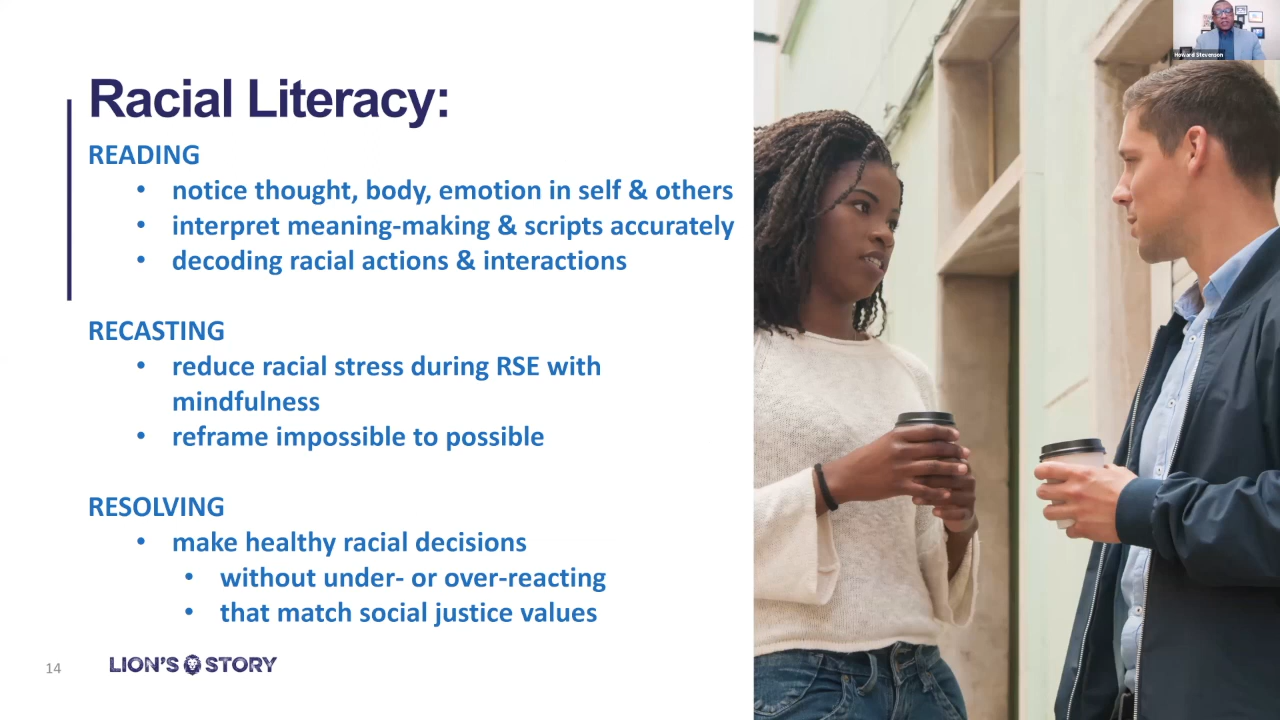 Howard Stevenson
Racial Literacy:
READING
• notice thought, body, emotion in self & others
• interpret meaning-making & scripts accurately
• decoding racial actions & interactions
RECASTING
• reduce racial stress during RSE with
mindfulness
• reframe impossible to possible
RESOLVING
• make healthy racial decisions
• without under- or over-reacting
• that match social justice values
14
LION'S STORY